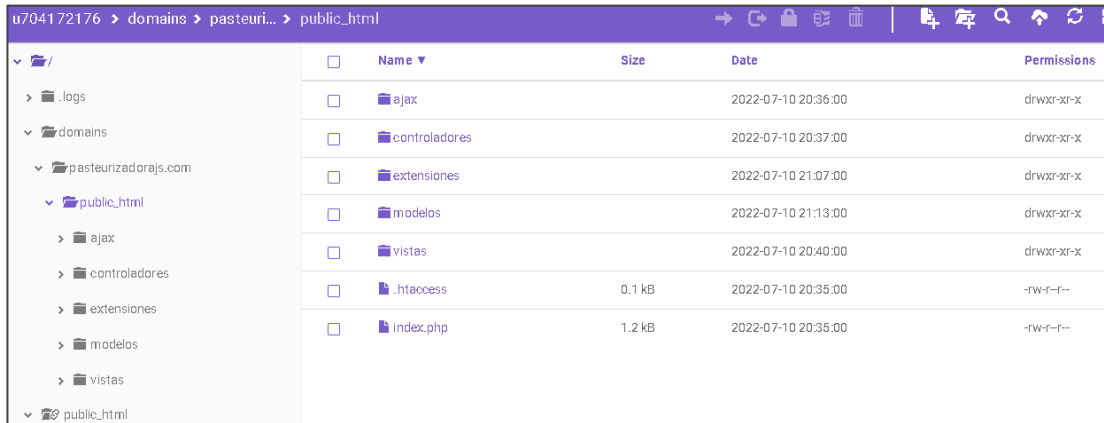 u704172176 > domains > pasteuri... > public_html
Name ▼ Size Date Permissions
/
.logs
domains
pasteurizadorajs.com
public_html
ajax
controladores
extensiones
modelos
vistas
public_html
ajax 2022-07-10 20:36:00 drwxr-xr-x
controladores 2022-07-10 20:37:00 drwxr-xr-x
extensiones 2022-07-10 21:07:00 drwxr-xr-x
modelos 2022-07-10 21:13:00 drwxr-xr-x
vistas 2022-07-10 20:40:00 drwxr-xr-x
.htaccess 0.1 kB 2022-07-10 20:35:00 -rw-r--r--
index.php 1.2 kB 2022-07-10 20:35:00 -rw-r--r--